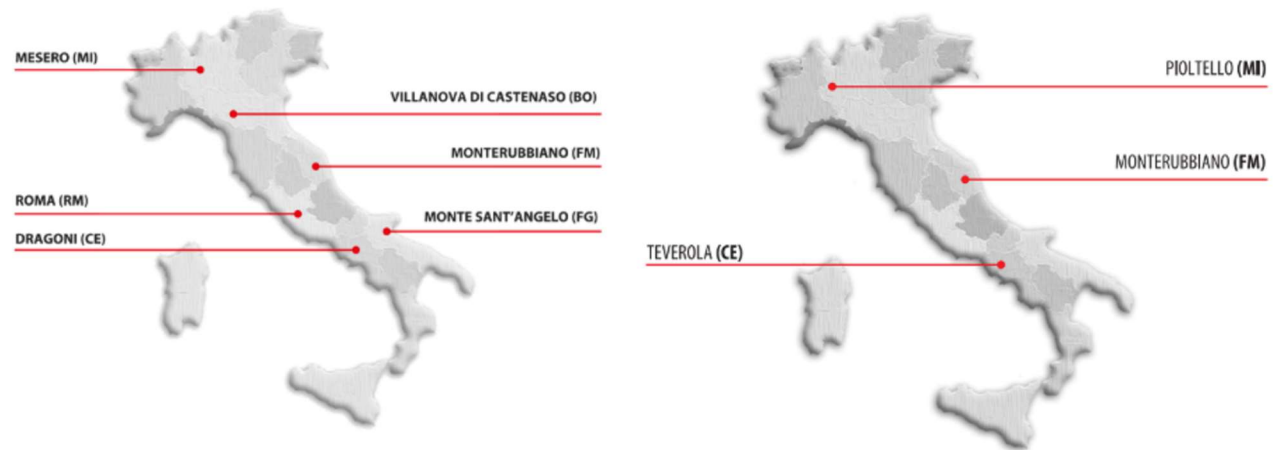 MESERO (MI)
VILLANOVA DI CASTENASO (BO)
MONTERUBBIANO (FM)
ROMA (RM)
MONTE SANT'ANGELO (FG)
DRAGONI (CE)
PIOLTELLO (MI)
MONTERUBBIANO (FM)
TEVEROLA (CE)